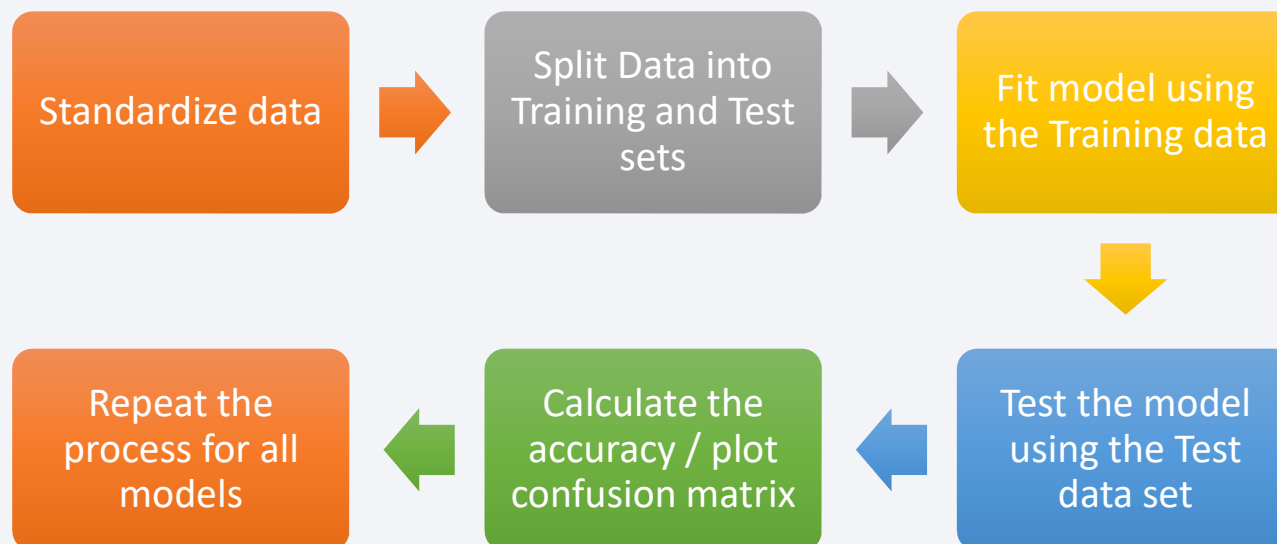 Standardize data
Split Data into
Training and Test
sets
Fit model using
the Training data
Test the model
using the Test
data set
Calculate the
accuracy / plot
confusion matrix
Repeat the
process for all
models